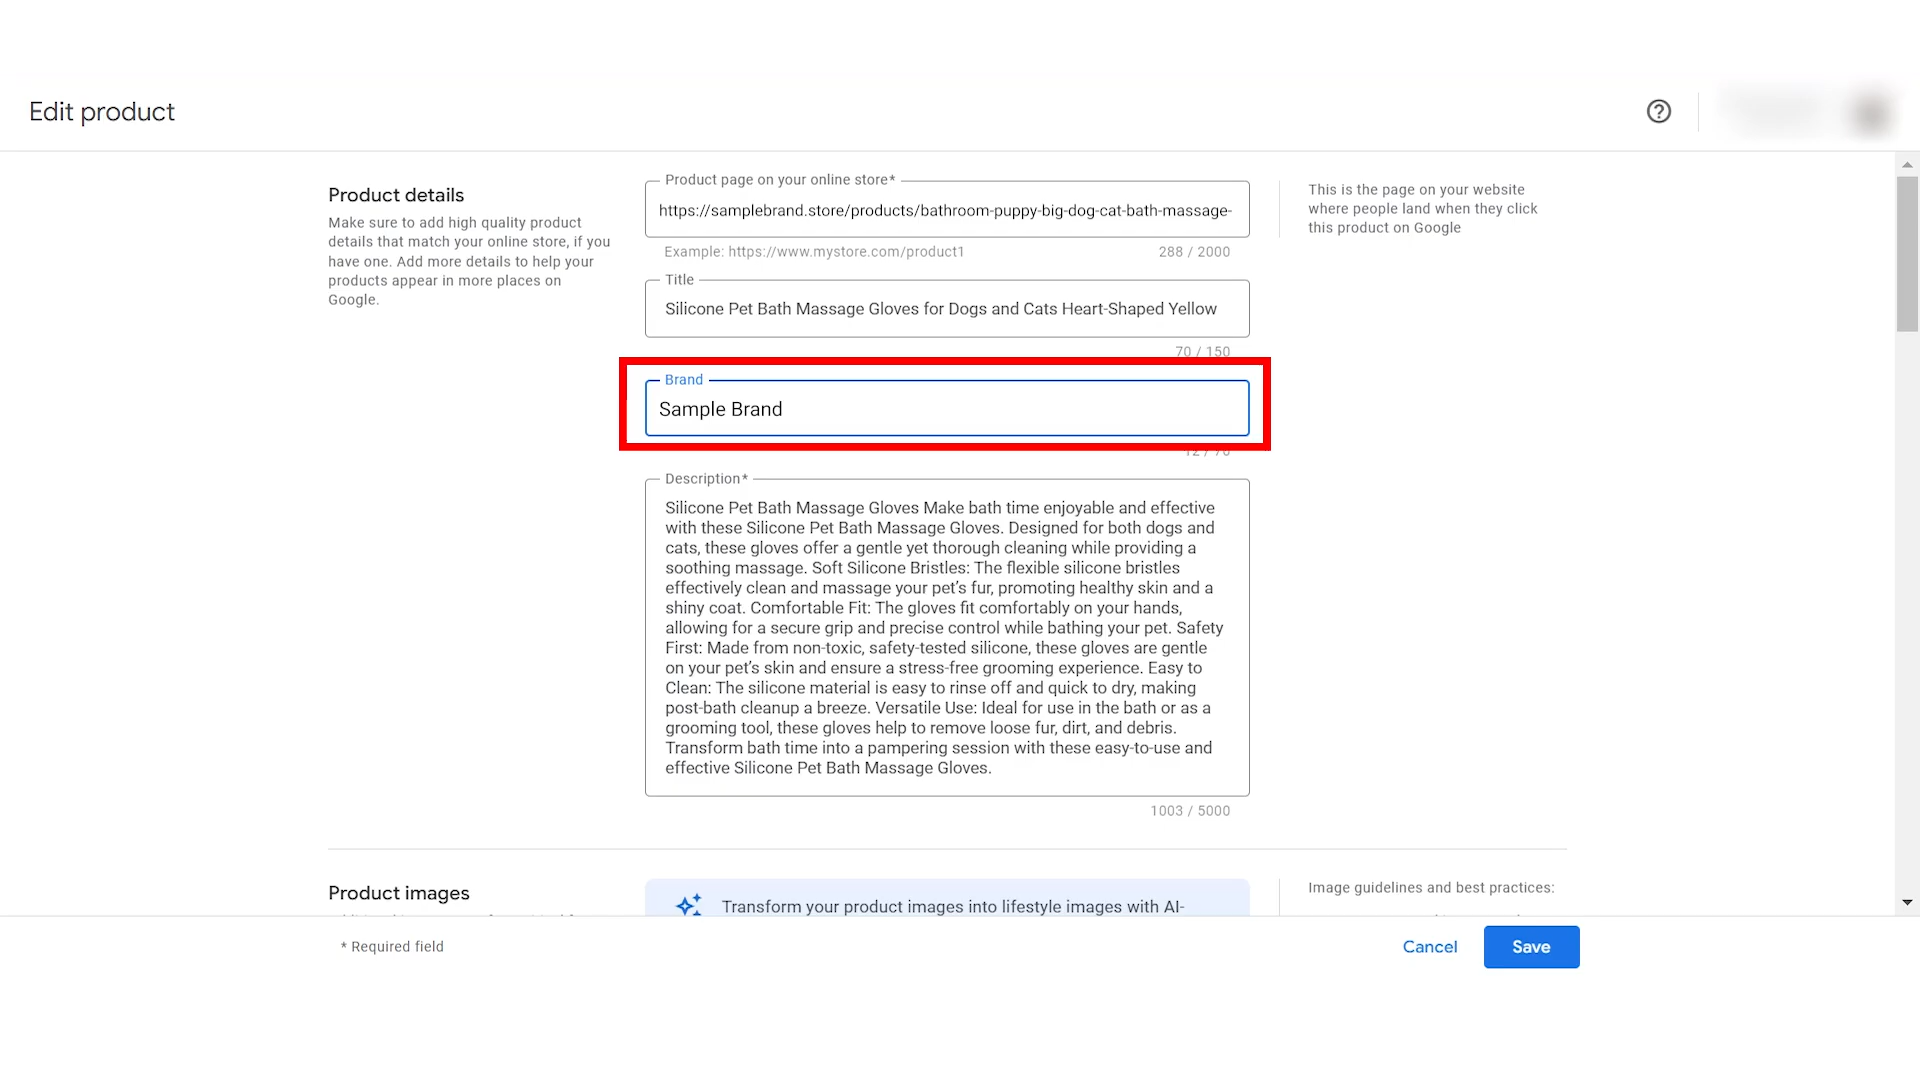 Edit product
Product details
Make sure to add high quality product
details that match your online store, if you
have one. Add more details to help your
products appear in more places on
Google.
Product page on your online store*
https://samplebrand.store/products/bathroom-puppy-big-dog-cat-bath-massage-
Example: https://www.mystore.com/product1
288 / 2000
This is the page on your website
where people land when they click
this product on Google
Title
Silicone Pet Bath Massage Gloves for Dogs and Cats Heart-Shaped Yellow
70 / 150
Brand
Sample Brand
12 / 70
Description*
Silicone Pet Bath Massage Gloves Make bath time enjoyable and effective
with these Silicone Pet Bath Massage Gloves. Designed for both dogs and
cats, these gloves offer a gentle yet thorough cleaning while providing a
soothing massage. Soft Silicone Bristles: The flexible silicone bristles
effectively clean and massage your pet's fur, promoting healthy skin and a
shiny coat. Comfortable Fit: The gloves fit comfortably on your hands,
allowing for a secure grip and precise control while bathing your pet. Safety
First: Made from non-toxic, safety-tested silicone, these gloves are gentle
on your pet's skin and ensure a stress-free grooming experience. Easy to
Clean: The silicone material is easy to rinse off and quick to dry, making
post-bath cleanup a breeze. Versatile Use: Ideal for use in the bath or as a
grooming tool, these gloves help to remove loose fur, dirt, and debris.
Transform bath time into a pampering session with these easy-to-use and
effective Silicone Pet Bath Massage Gloves.
1003 / 5000
Product images
Transform your product images into lifestyle images with AI-
Image guidelines and best practices:
* Required field
Cancel
Save